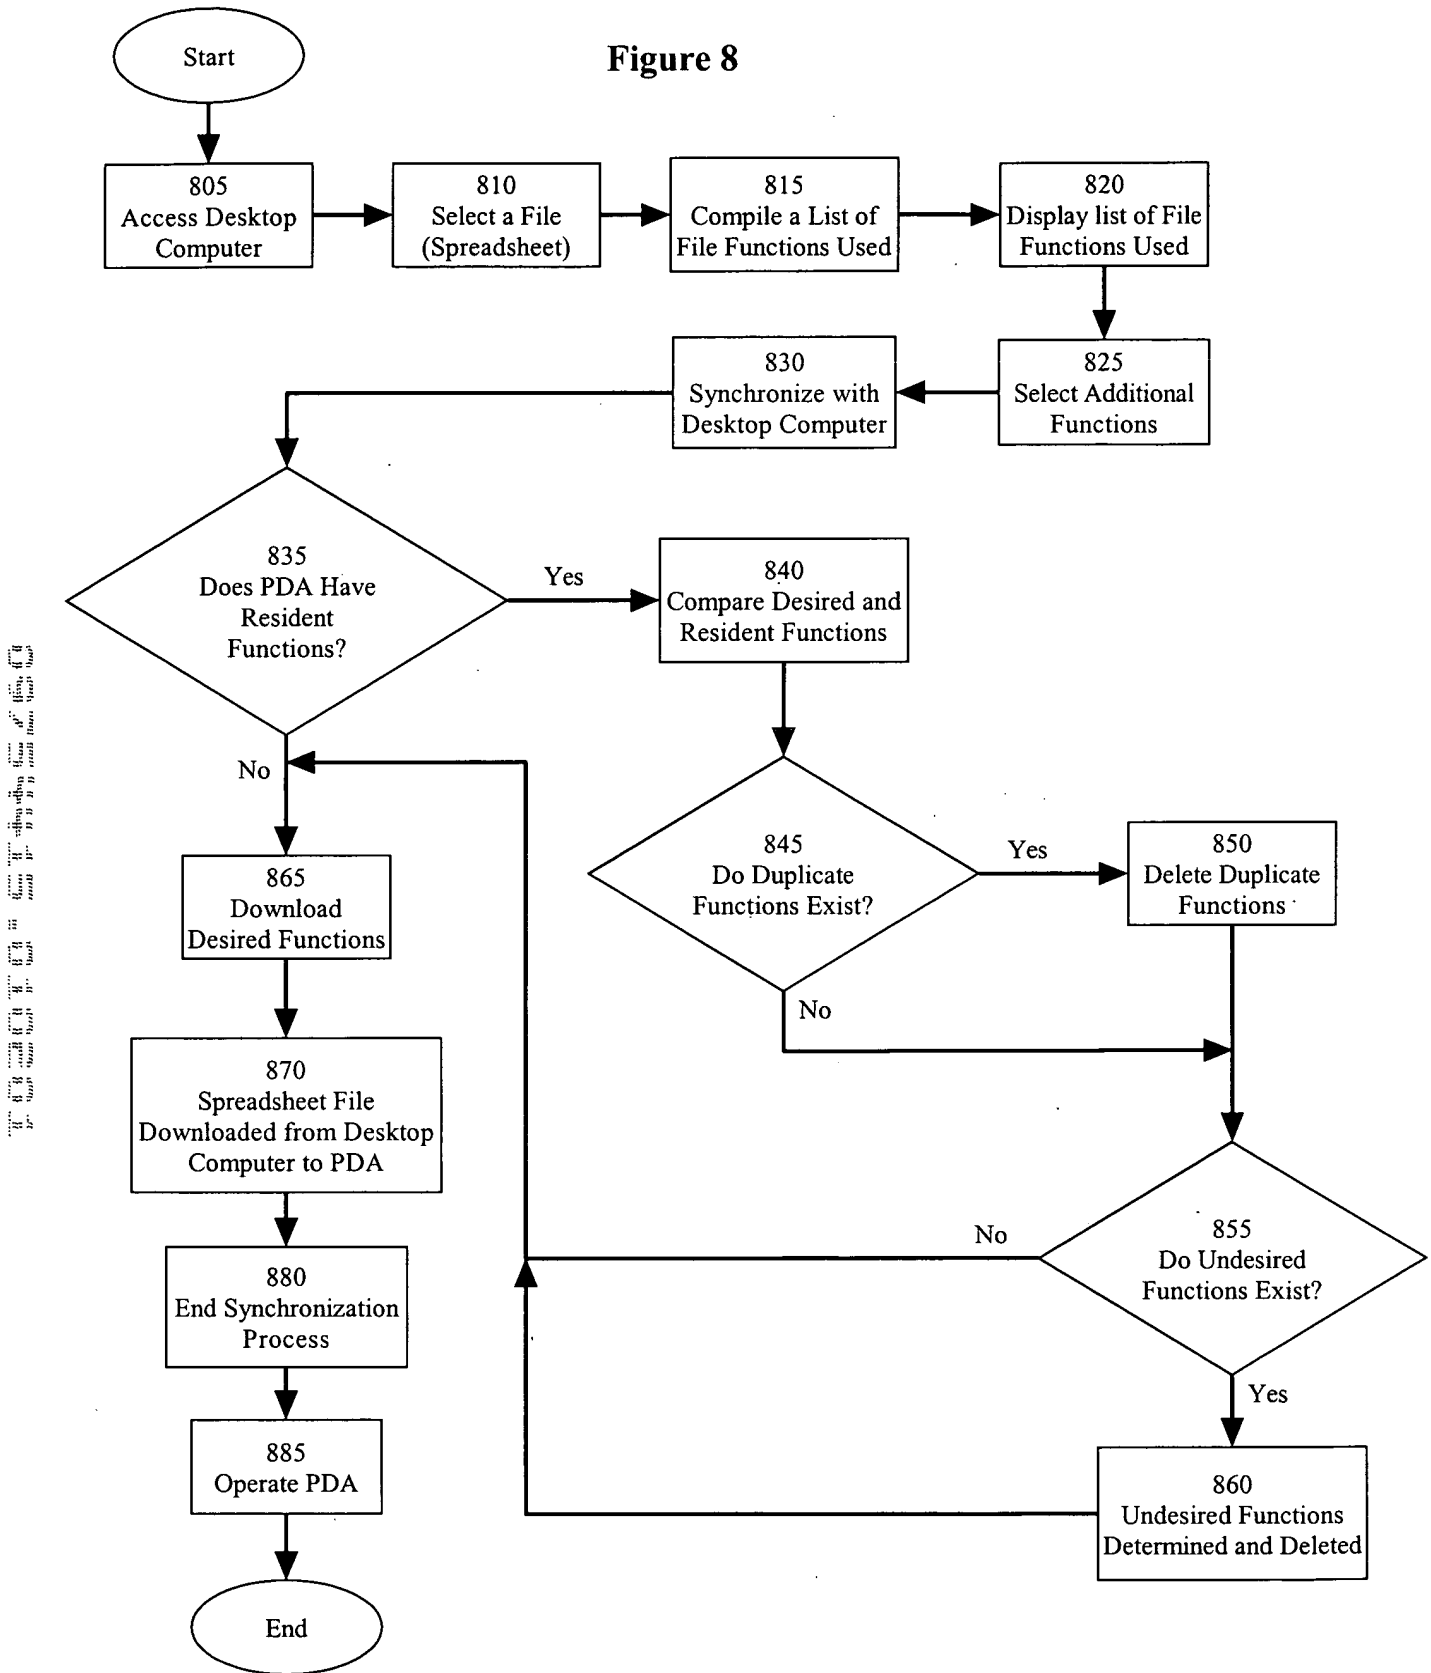 Start
Figure 8
805
Access Desktop
Computer
810
Select a File
(Spreadsheet)
815
Compile a List of
File Functions Used
820
Display list of File
Functions Used
830
Synchronize with
Desktop Computer
825
Select Additional
Functions
835
Does PDA Have
Resident
Functions?
Yes
840
Compare Desired and
Resident Functions
No
845
Do Duplicate
Functions Exist?
Yes
850
Delete Duplicate
Functions
No
865
Download
Desired Functions
870
Spreadsheet File
Downloaded from Desktop
Computer to PDA
855
Do Undesired
Functions Exist?
No
Yes
880
End Synchronization
Process
885
Operate PDA
860
Undesired Functions
Determined and Deleted
End